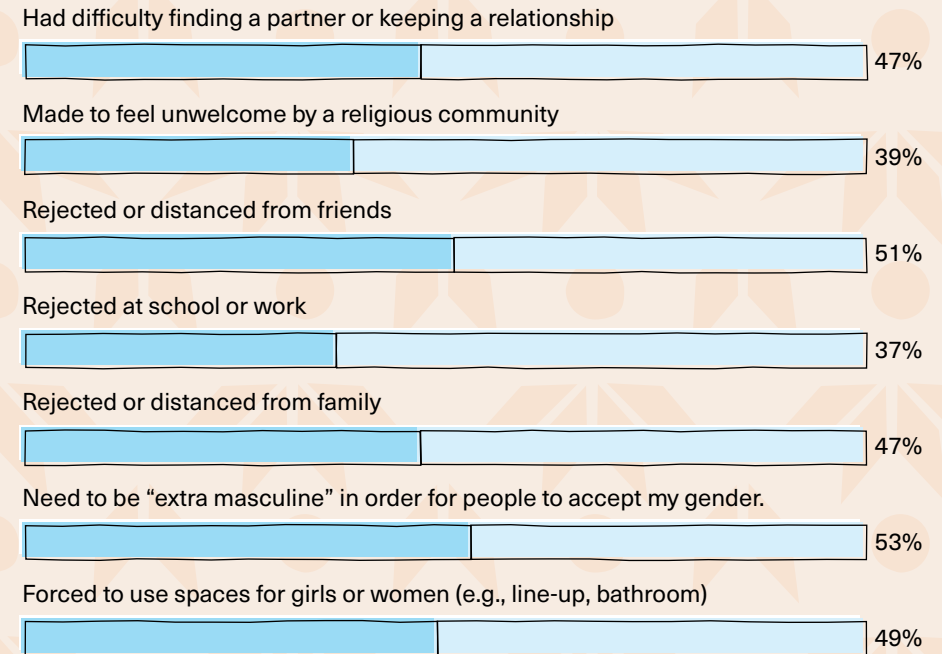 Had difficulty finding a partner or keeping a relationship
47%
Made to feel unwelcome by a religious community
39%
Rejected or distanced from friends
51%
Rejected at school or work
37%
Rejected or distanced from family
47%
Need to be “extra masculine” in order for people to accept my gender.
53%
Forced to use spaces for girls or women (e.g., line-up, bathroom)
49%